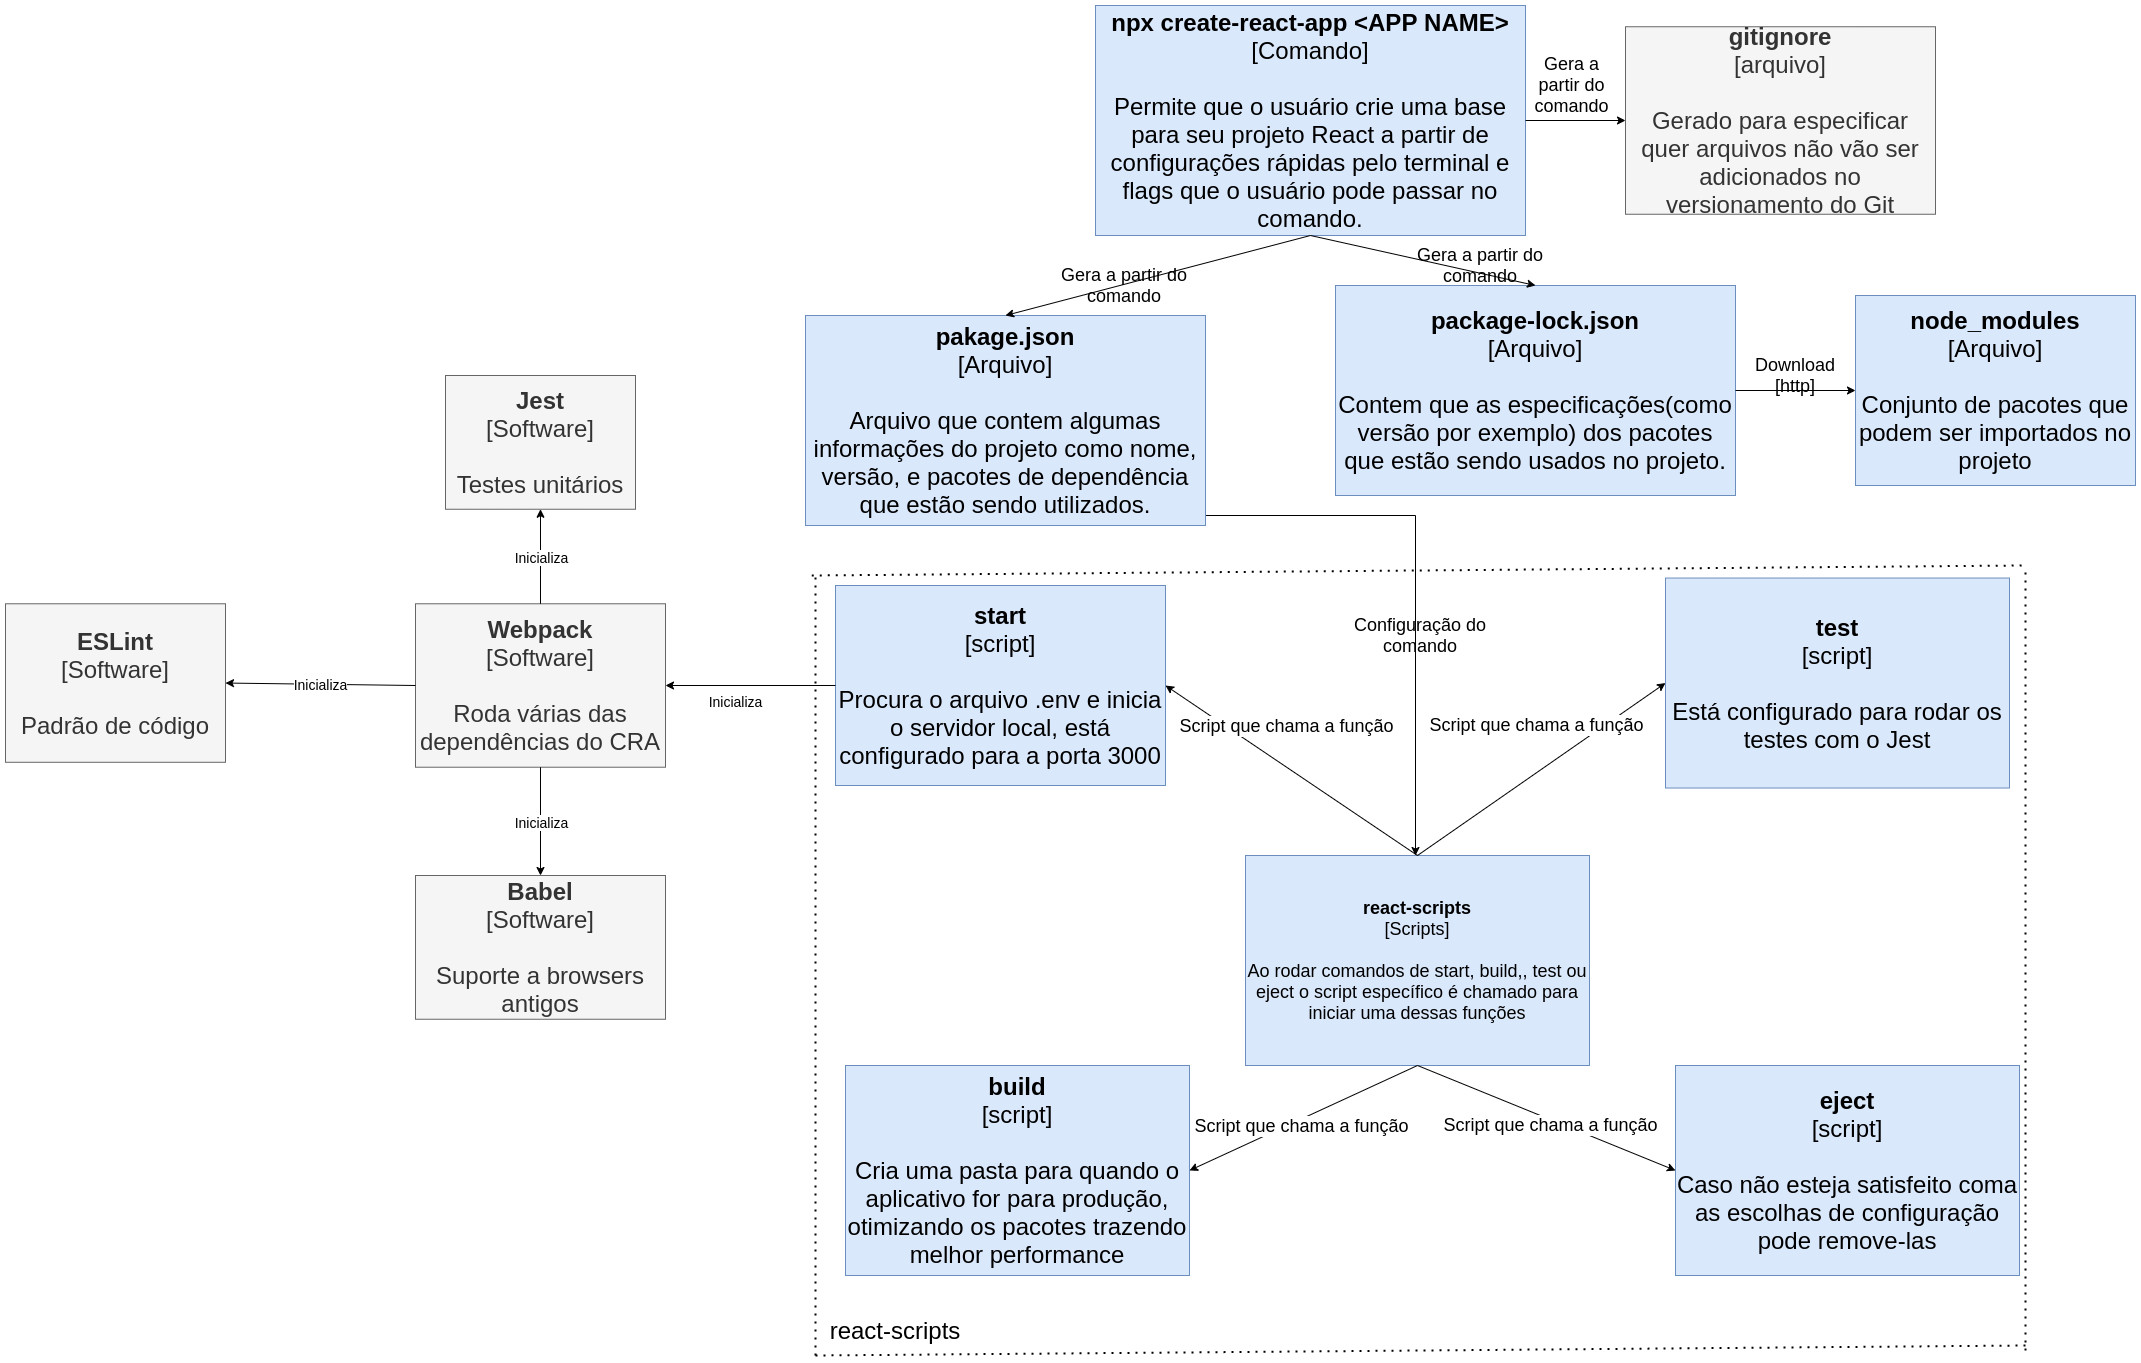 npx create-react-app <APP NAME>
[Comando]
Permite que o usuário crie uma base
para seu projeto React a partir de
configurações rápidas pelo terminal e
flags que o usuário pode passar no
comando.
Gera a
partir do
comando
gitignore
[arquivo]
Gerado para especificar
quer arquivos não vão ser
adicionados no
versionamento do Git
Gera a partir do
comando
Gera a partir do
comando
pakage.json
[Arquivo]
Arquivo que contem algumas
informações do projeto como nome,
versão, e pacotes de dependência
que estão sendo utilizados.
package-lock.json
[Arquivo]
Contem que as especificações(como
versão por exemplo) dos pacotes
que estão sendo usados no projeto.
Download
[http]
node_modules
[Arquivo]
Conjunto de pacotes que
podem ser importados no
projeto
Jest
[Software]
Testes unitários
Inicializa
ESLint
[Software]
Padrão de código
Inicializa
Webpack
[Software]
Roda várias das
dependências do CRA
Inicializa
start
[script]
Procura o arquivo .env e inicia
o servidor local, está
configurado para a porta 3000
Configuração do
comando
test
[script]
Está configurado para rodar os
testes com o Jest
Script que chama a função
Script que chama a função
Inicializa
Babel
[Software]
Suporte a browsers
antigos
react-scripts
[Scripts]
Ao rodar comandos de start, build,, test ou
eject o script específico é chamado para
iniciar uma dessas funções
build
[script]
Cria uma pasta para quando o
aplicativo for para produção,
otimizando os pacotes trazendo
melhor performance
Script que chama a função
Script que chama a função
eject
[script]
Caso não esteja satisfeito coma
as escolhas de configuração
pode remove-las
react-scripts